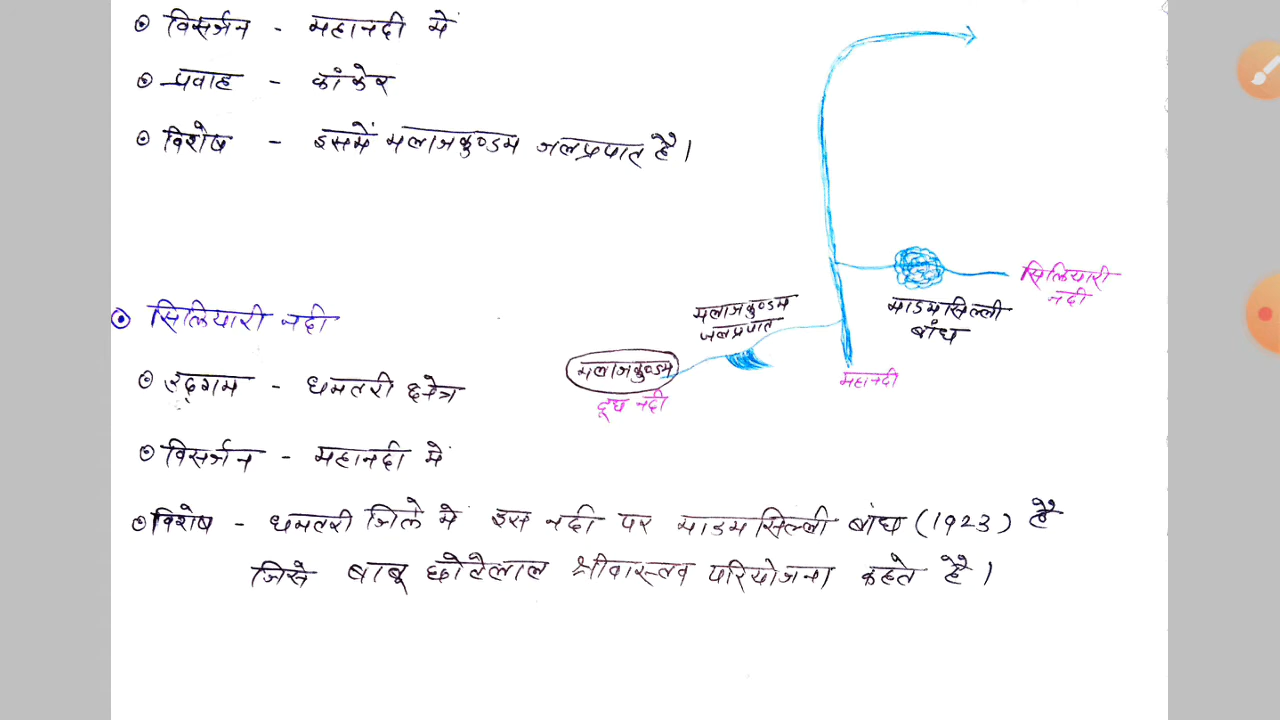 विसर्जन - महानदी में
प्रवाह - कांकेर
विशेष - इसमें मलाजकुण्डम जलप्रपात है।
सिलियारी नदी
उद्गम - धमतरी क्षेत्र
विसर्जन - महानदी में
विशेष - धमतरी जिले में इस नदी पर माडमसिल्ली बांध (1923) है
जिसे बाबू छोटेलाल श्रीवास्तव परियोजना कहते है।
सिलियारी
नदी
माडमसिल्ली
बांध
मलाजकुण्डम
जलप्रपात
मलाजकुण्डम
दूध नदी
महानदी